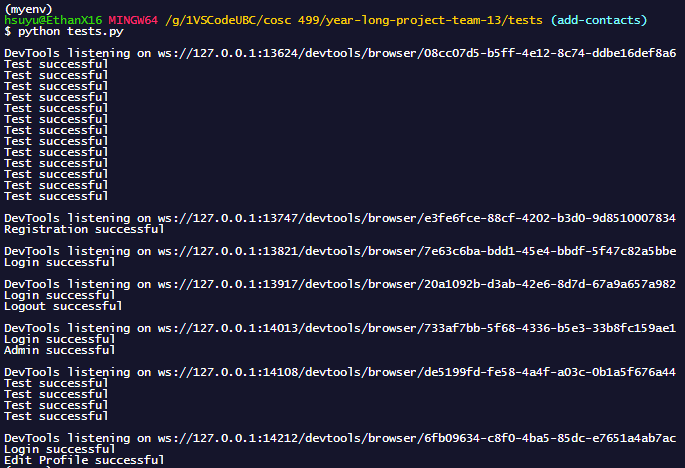 (myenv)
hsuyu@EthanX16 MINGW64 /g/1VSCodeUBC/cosc 499/year-long-project-team-13/tests (add-contacts)
$ python tests.py
DevTools listening on ws://127.0.0.1:13624/devtools/browser/08cc07d5-b5ff-4e12-8c74-ddbe16def8a6
Test successful
Test successful
Test successful
Test successful
Test successful
Test successful
Test successful
Test successful
Test successful
Test successful
Test successful
Test successful
Test successful
DevTools listening on ws://127.0.0.1:13747/devtools/browser/e3fe6fce-88cf-4202-b3d0-9d8510007834
Registration successful
DevTools listening on ws://127.0.0.1:13821/devtools/browser/7e63c6ba-bdd1-45e4-bbdf-5f47c82a5bbe
Login successful
DevTools listening on ws://127.0.0.1:13917/devtools/browser/20a1092b-d3ab-42e6-8d7d-67a9a657a982
Login successful
Logout successful
DevTools listening on ws://127.0.0.1:14013/devtools/browser/733af7bb-5f68-4336-b5e3-33b8fc159ae1
Login successful
Admin successful
DevTools listening on ws://127.0.0.1:14108/devtools/browser/de5199fd-fe58-4a4f-a03c-0b1a5f676a44
Test successful
Test successful
Test successful
Test successful
DevTools listening on ws://127.0.0.1:14212/devtools/browser/6fb09634-c8f0-4ba5-85dc-e7651a4ab7ac
Login successful
Edit Profile successful